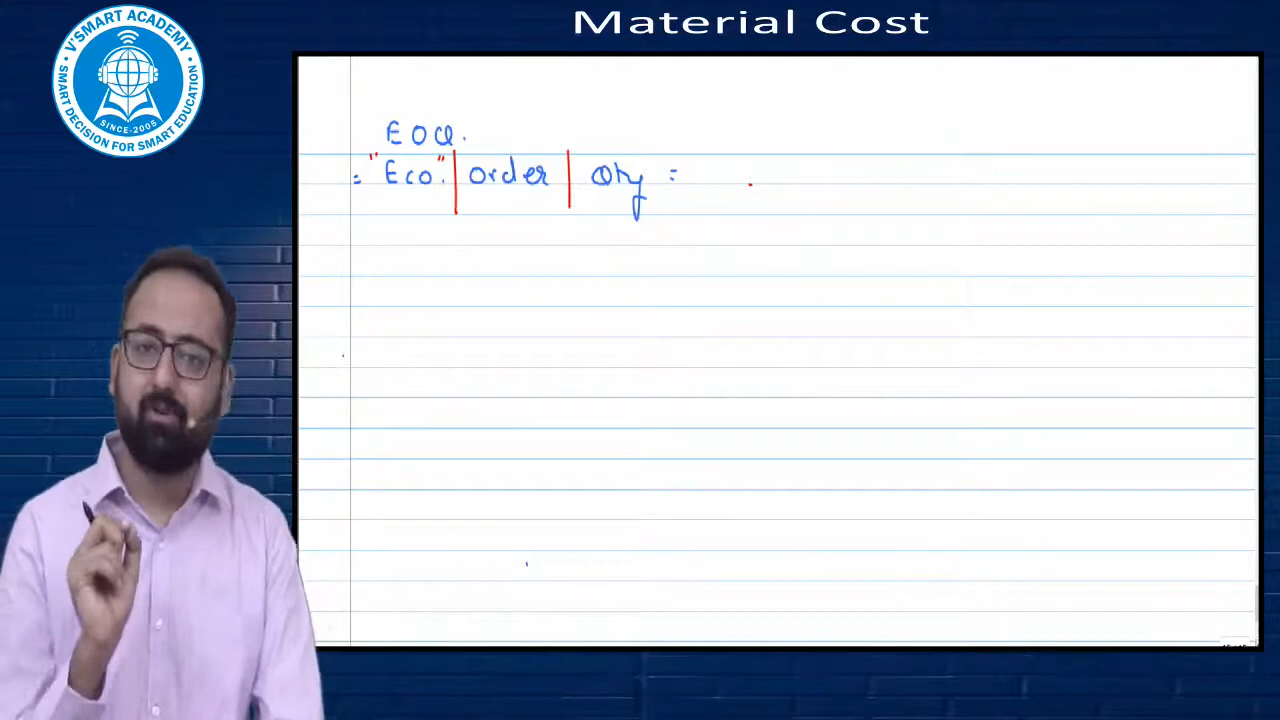 Material Cost
V'SMART ACADEMY
SINCE-2005
SMART DECISION FOR SMART EDUCATION
EOQ.
= "Eco." | order | Qty =